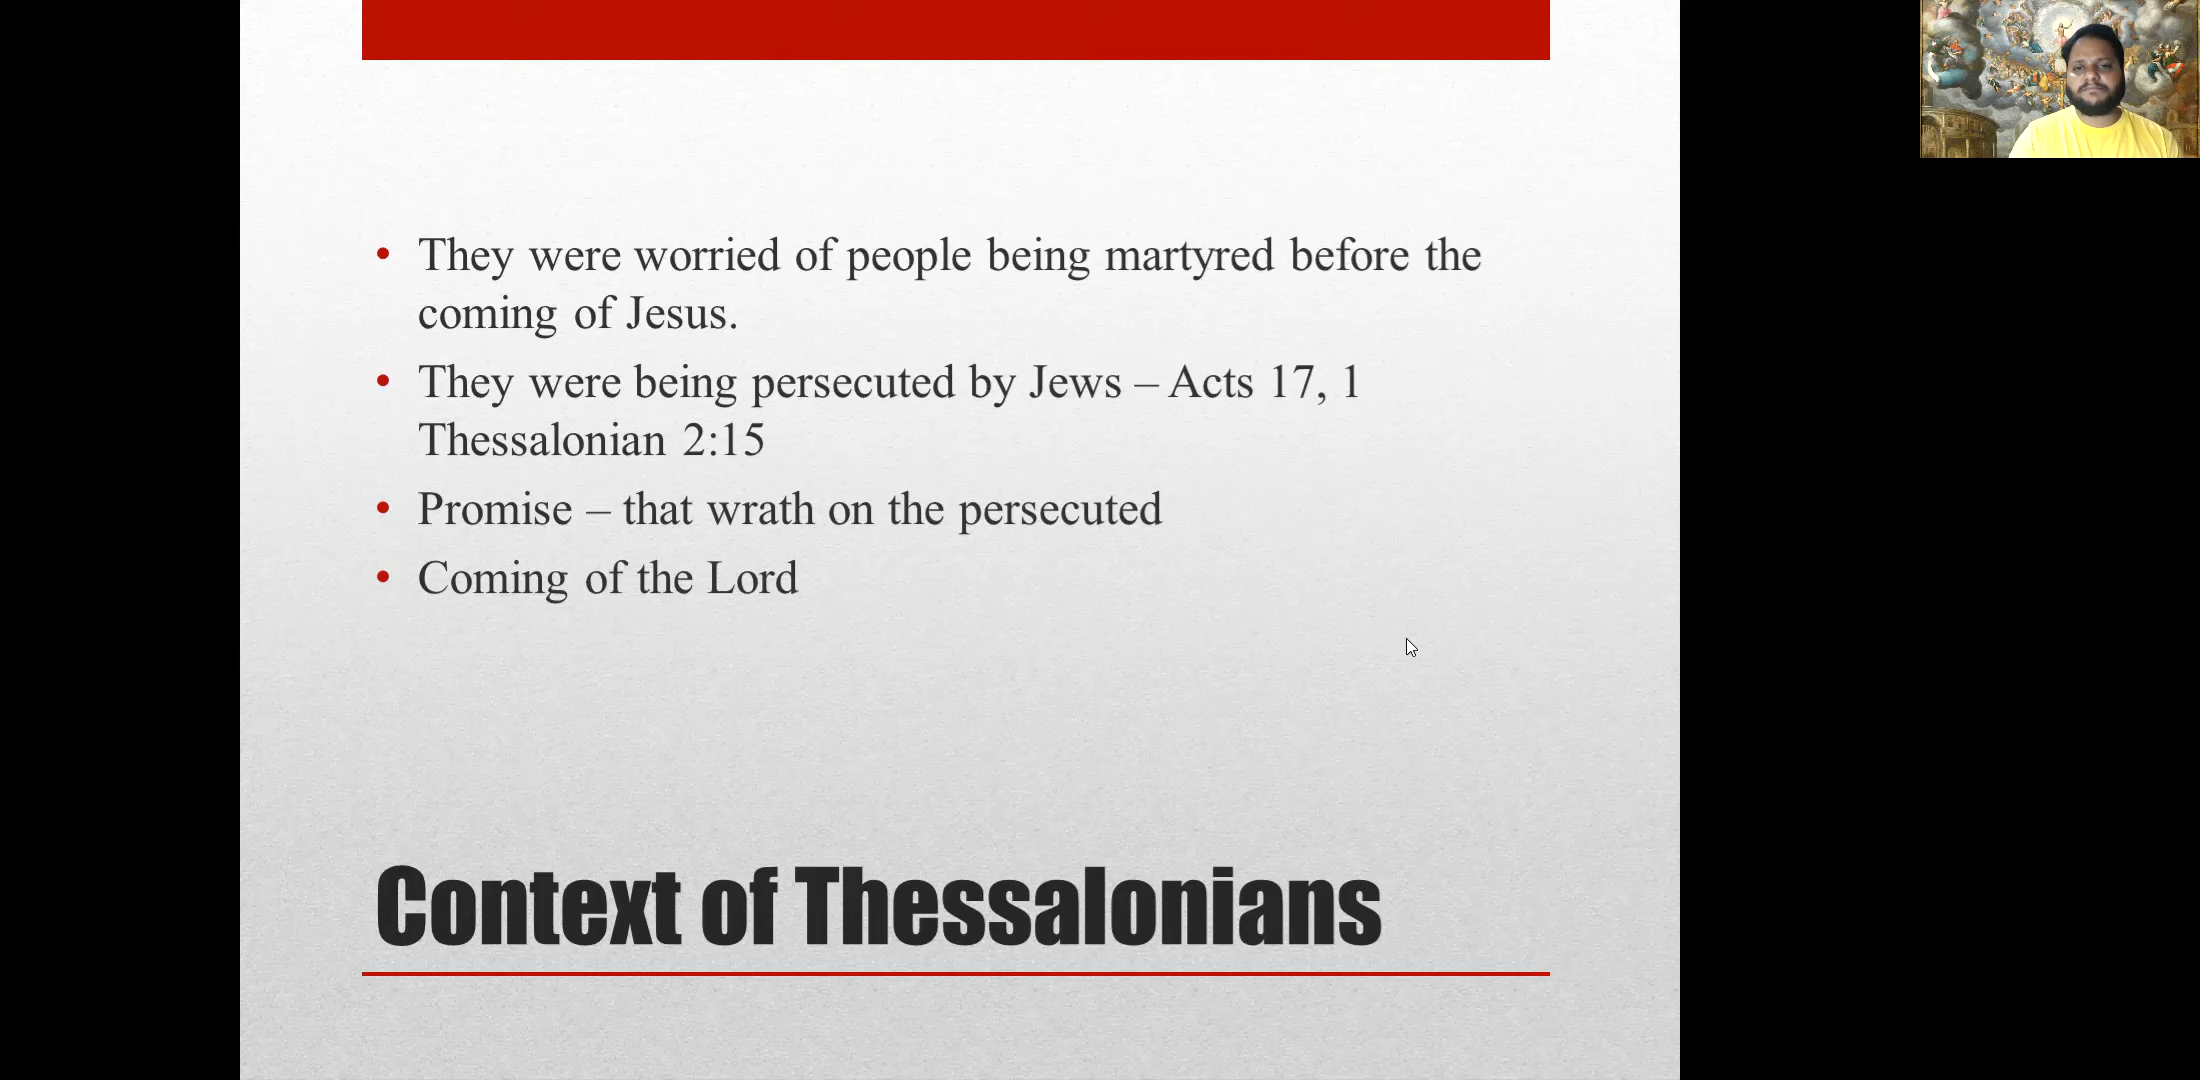 • They were worried of people being martyred before the
coming of Jesus.
• They were being persecuted by Jews – Acts 17, 1
Thessalonian 2:15
• Promise – that wrath on the persecuted
• Coming of the Lord
Context of Thessalonians